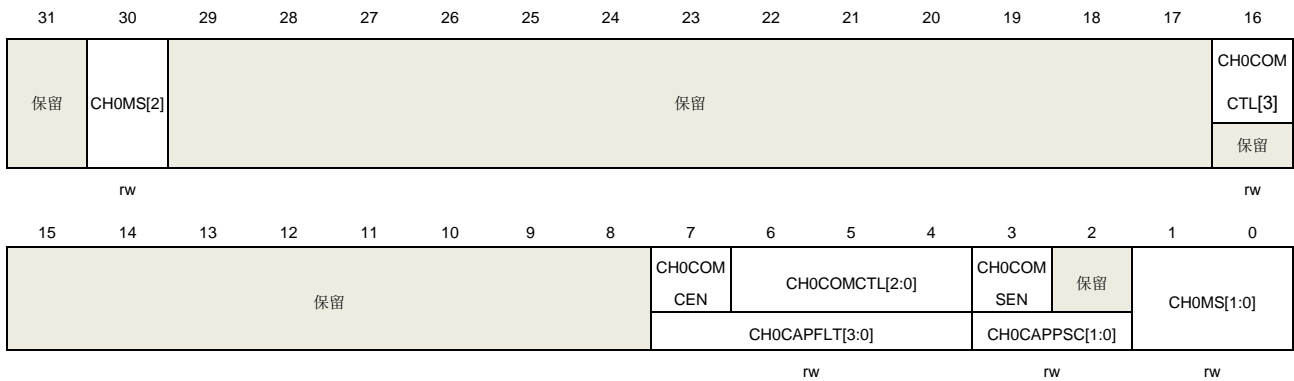 31 30 29 28 27 26 25 24 23 22 21 20 19 18 17 16
保留 CH0MS[2] 保留 CH0COM
CTL[3]
保留
rw rw
15 14 13 12 11 10 9 8 7 6 5 4 3 2 1 0
保留 CH0COM
CEN CH0COMCTL[2:0] CH0COM
SEN 保留 CH0MS[1:0]
CH0CAPFLT[3:0] CH0CAPPSC[1:0]
rw rw rw